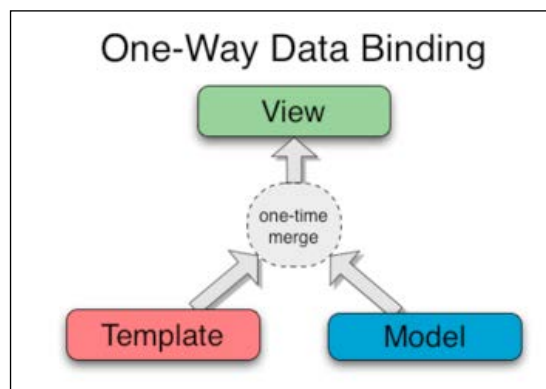 One-Way Data Binding
View
one-time
merge
Template
Model